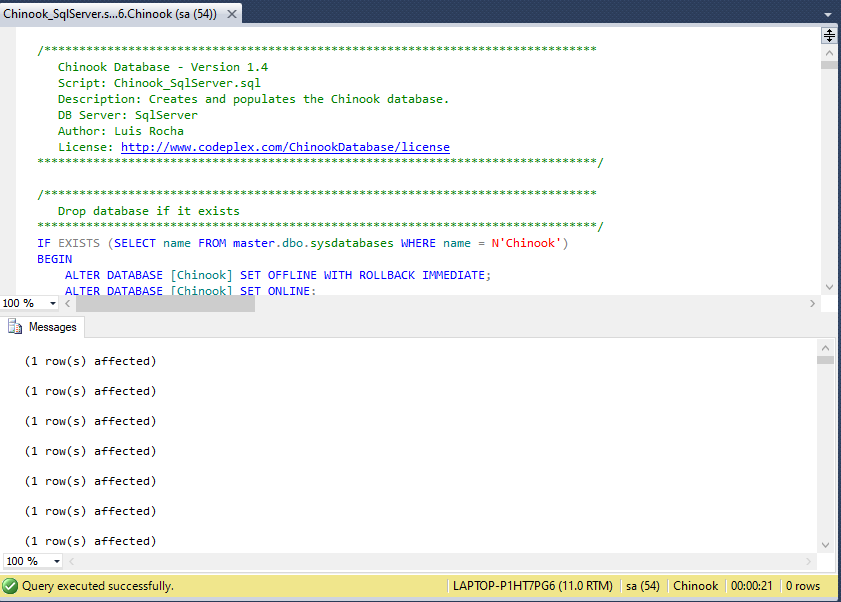 Chinook_SqlServer.s...6.Chinook (sa (54))
/*******************************************************************************
Chinook Database - Version 1.4
Script: Chinook_SqlServer.sql
Description: Creates and populates the Chinook database.
DB Server: SqlServer
Author: Luis Rocha
License: http://www.codeplex.com/ChinookDatabase/license
********************************************************************************/
/*******************************************************************************
Drop database if it exists
********************************************************************************/
IF EXISTS (SELECT name FROM master.dbo.sysdatabases WHERE name = N'Chinook')
BEGIN
ALTER DATABASE [Chinook] SET OFFLINE WITH ROLLBACK IMMEDIATE;
ALTER DATABASE [Chinook] SET ONLINE;
100 %
Messages
(1 row(s) affected)
(1 row(s) affected)
(1 row(s) affected)
(1 row(s) affected)
(1 row(s) affected)
(1 row(s) affected)
(1 row(s) affected)
100 %
Query executed successfully. LAPTOP-P1HT7PG6 (11.0 RTM) sa (54) Chinook 00:00:21 0 rows